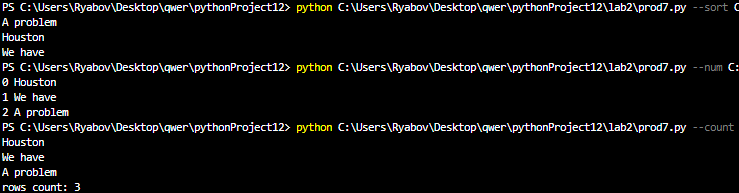 PS C:\Users\Ryabov\Desktop\qwer\pythonProject12> python C:\Users\Ryabov\Desktop\qwer\pythonProject12\lab2\prod7.py --sort C
A problem
Houston
We have
PS C:\Users\Ryabov\Desktop\qwer\pythonProject12> python C:\Users\Ryabov\Desktop\qwer\pythonProject12\lab2\prod7.py --num C:
0 Houston
1 We have
2 A problem
PS C:\Users\Ryabov\Desktop\qwer\pythonProject12> python C:\Users\Ryabov\Desktop\qwer\pythonProject12\lab2\prod7.py --count
Houston
We have
A problem
rows count: 3